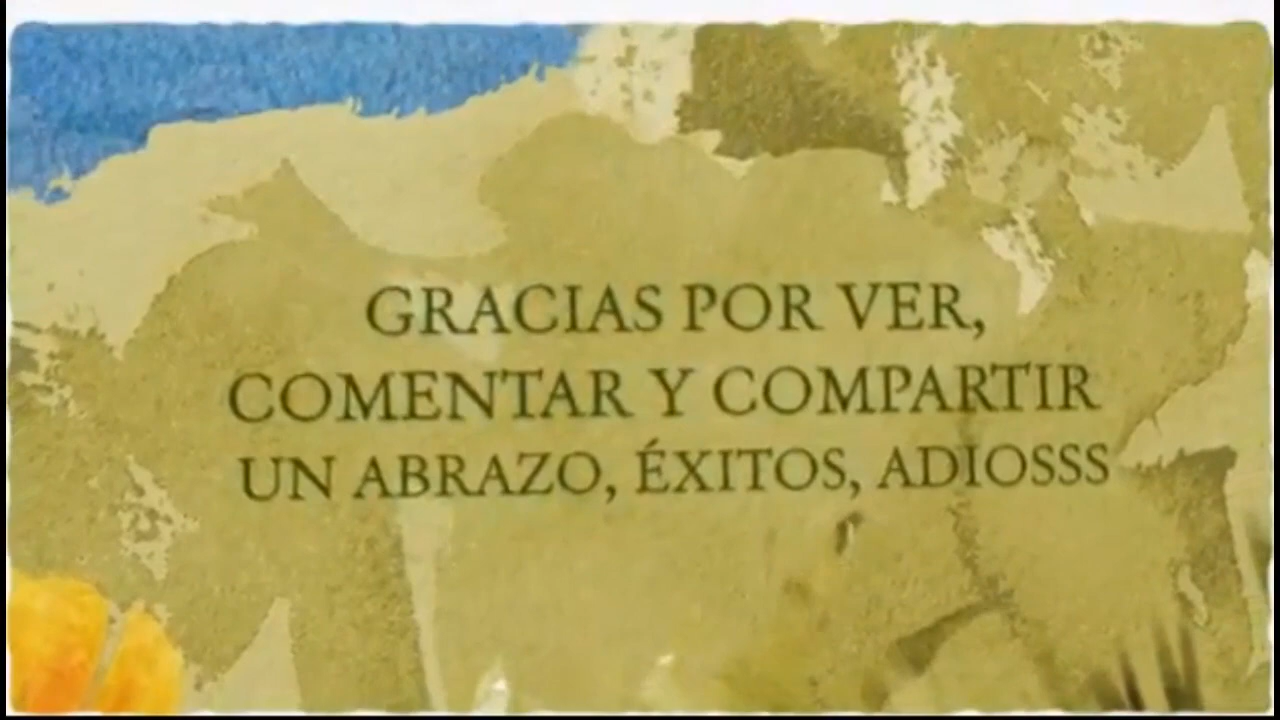 GRACIAS POR VER,
COMENTAR Y COMPARTIR
UN ABRAZO, ÉXITOS, ADIOSSS